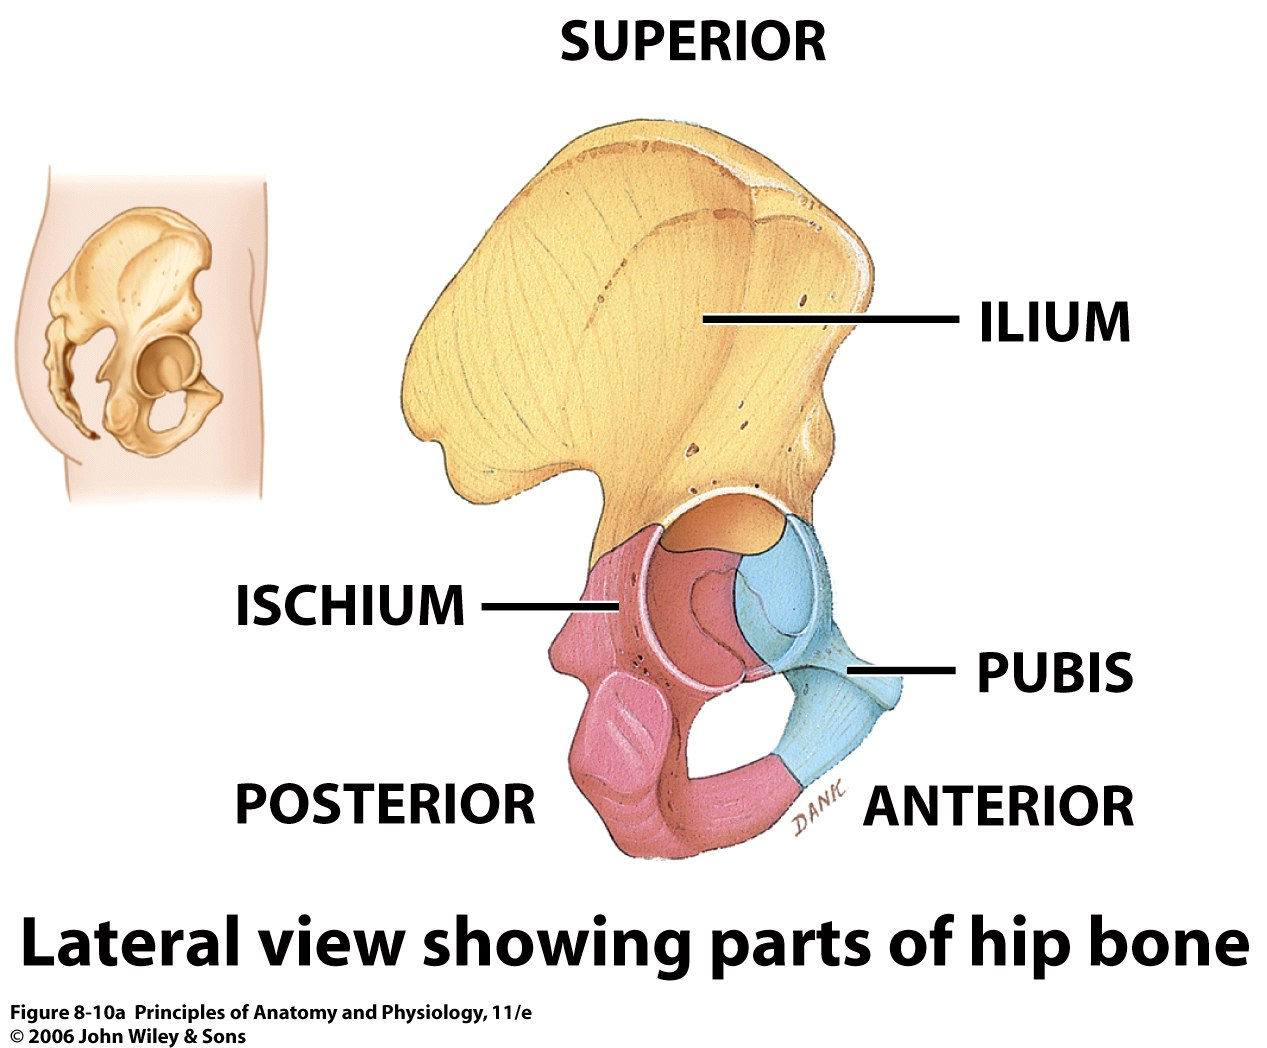 SUPERIOR
ILIUM
ISCHIUM
PUBIS
POSTERIOR
ANTERIOR
DANK
Lateral view showing parts of hip bone
Figure 8-10a Principles of Anatomy and Physiology, 11/e
© 2006 John Wiley & Sons